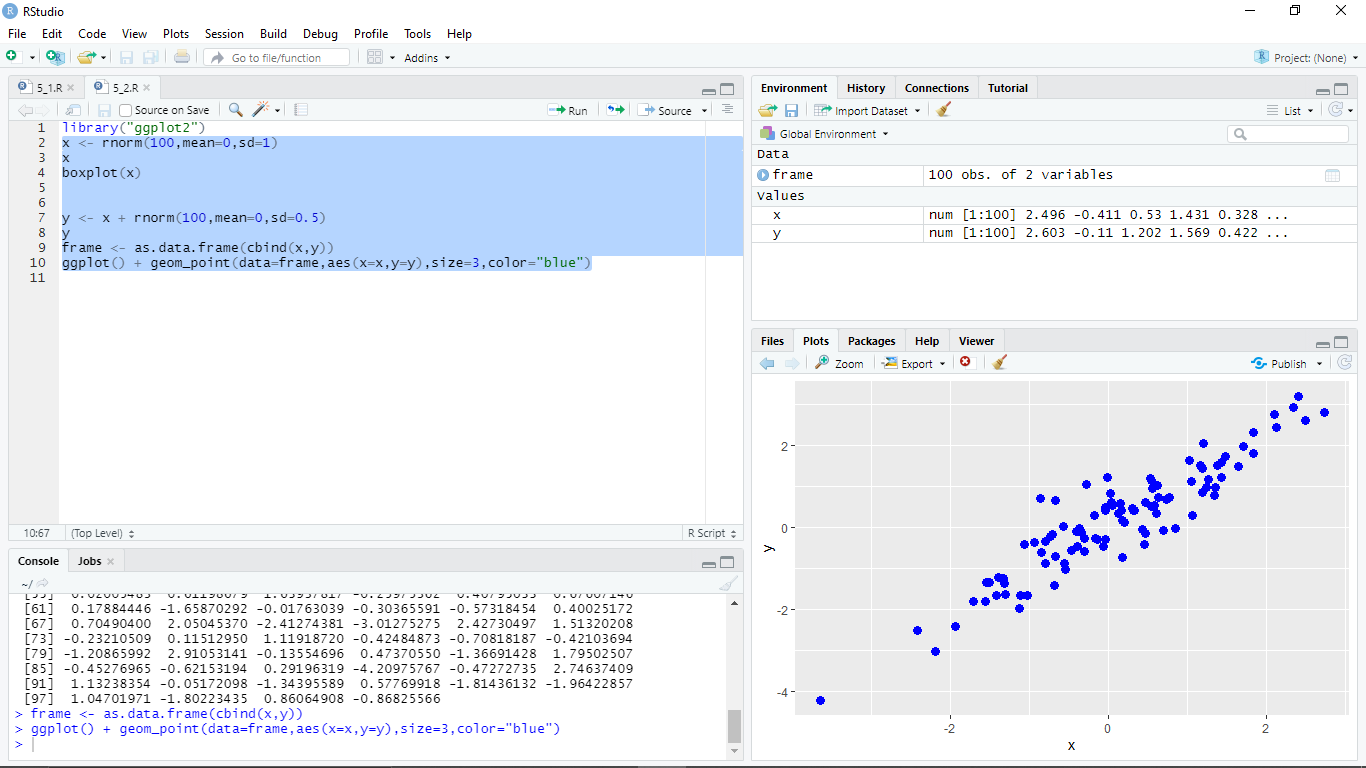 RStudio
File Edit Code View Plots Session Build Debug Profile Tools Help
Go to file/function Addins Project: (None)
5_1.R 5_2.R
Source on Save Run Source
1 library("ggplot2")
2 x <- rnorm(100,mean=0,sd=1)
3 x
4 boxplot(x)
5
6
7 y <- x + rnorm(100,mean=0,sd=0.5)
8 y
9 frame <- as.data.frame(cbind(x,y))
10 ggplot() + geom_point(data=frame,aes(x=x,y=y),size=3,color="blue")
11
10:67 (Top Level) R Script
Console Jobs
~/
[61] 0.17884446 -1.65870292 -0.01763039 -0.30365591 -0.57318454 0.40025172
[67] 0.70490400 2.05045370 -2.41274381 -3.01275275 2.42730497 1.51320208
[73] -0.23210509 0.11512950 1.11918720 -0.42484873 -0.70818187 -0.42103694
[79] -1.20865992 2.91053141 -0.13554696 0.47370550 -1.36691428 1.79502507
[85] -0.45276965 -0.62153194 0.29196319 -4.20975767 -0.47272735 2.74637409
[91] 1.13238354 -0.05172098 -1.34395589 0.57769918 -1.81436132 -1.96422857
[97] 1.04701971 -1.80223435 0.86064908 -0.86825566
> frame <- as.data.frame(cbind(x,y))
> ggplot() + geom_point(data=frame,aes(x=x,y=y),size=3,color="blue")
>
Environment History Connections Tutorial
Import Dataset List
Global Environment
Data
frame 100 obs. of 2 variables
Values
x num [1:100] 2.496 -0.411 0.53 1.431 0.328 ...
y num [1:100] 2.603 -0.11 1.202 1.569 0.422 ...
Files Plots Packages Help Viewer
Zoom Export Publish
2
0
y
-2
-4
-2 0 2
x